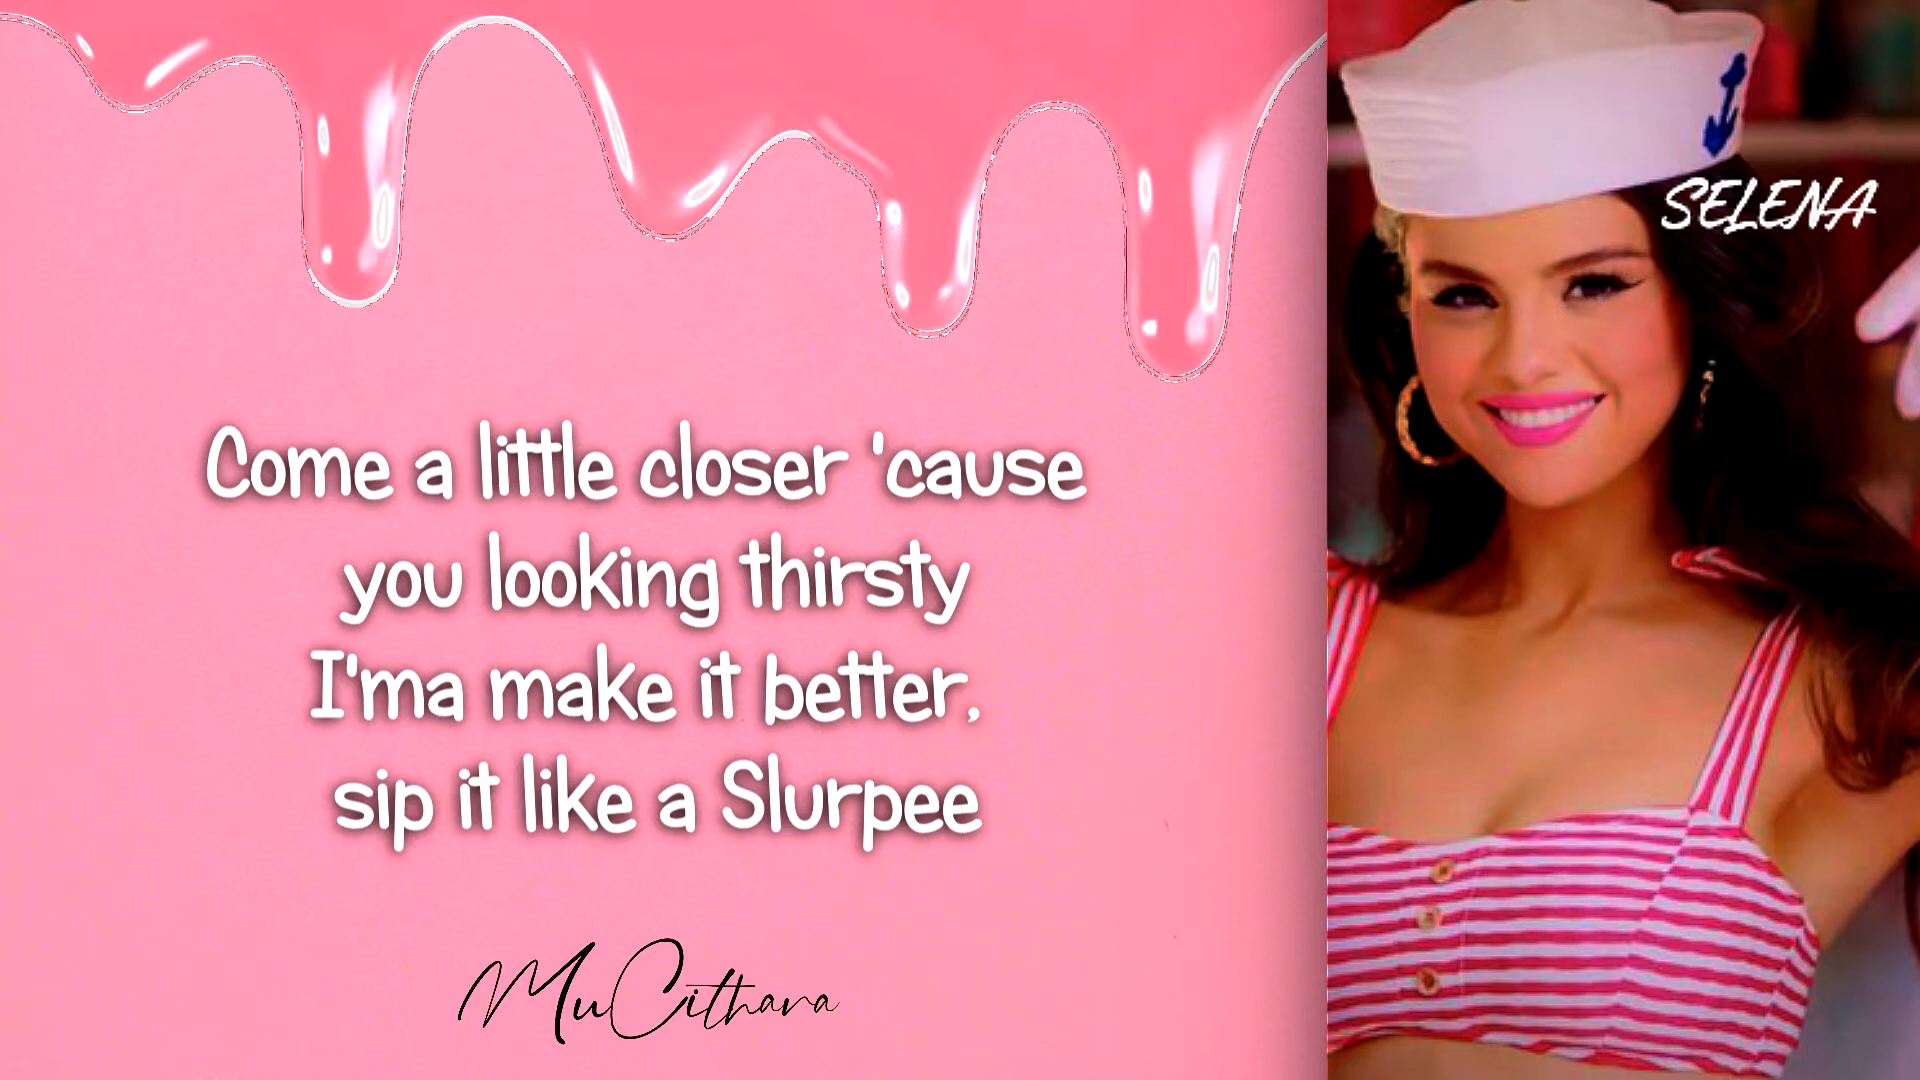 Come a little closer 'cause
you looking thirsty
I'ma make it better,
sip it like a Slurpee
MuCithara
SELENA